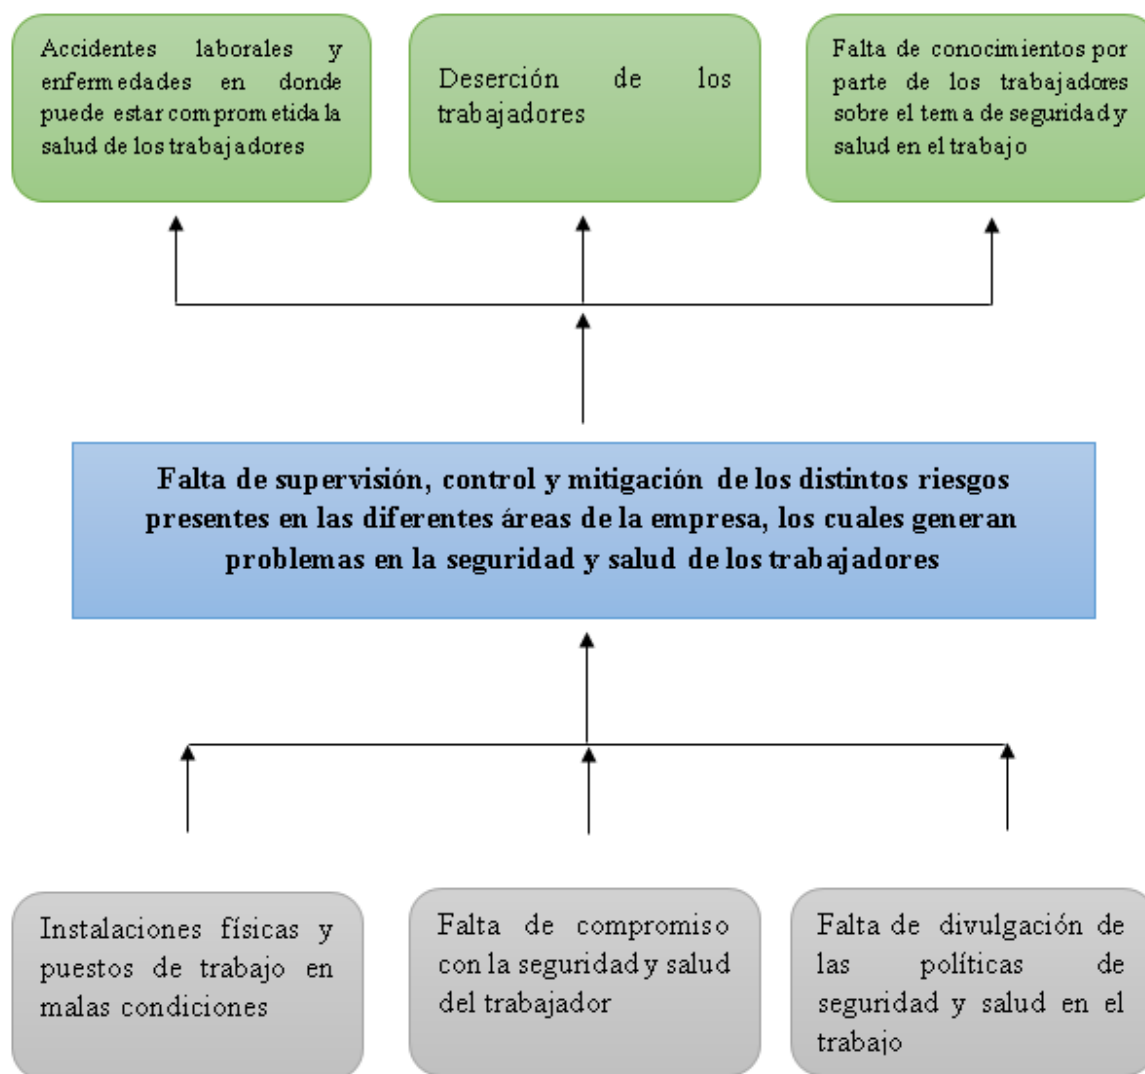 Accidentes laborales y
enfermedades en donde
puede estar comprometida la
salud de los trabajadores
Deserción de los
trabajadores
Falta de conocimientos por
parte de los trabajadores
sobre el tema de seguridad y
salud en el trabajo
Falta de supervisión, control y mitigación de los distintos riesgos
presentes en las diferentes áreas de la empresa, los cuales generan
problemas en la seguridad y salud de los trabajadores
Instalaciones físicas y
puestos de trabajo en
malas condiciones
Falta de compromiso
con la seguridad y salud
del trabajador
Falta de divulgación de
las políticas de
seguridad y salud en el
trabajo